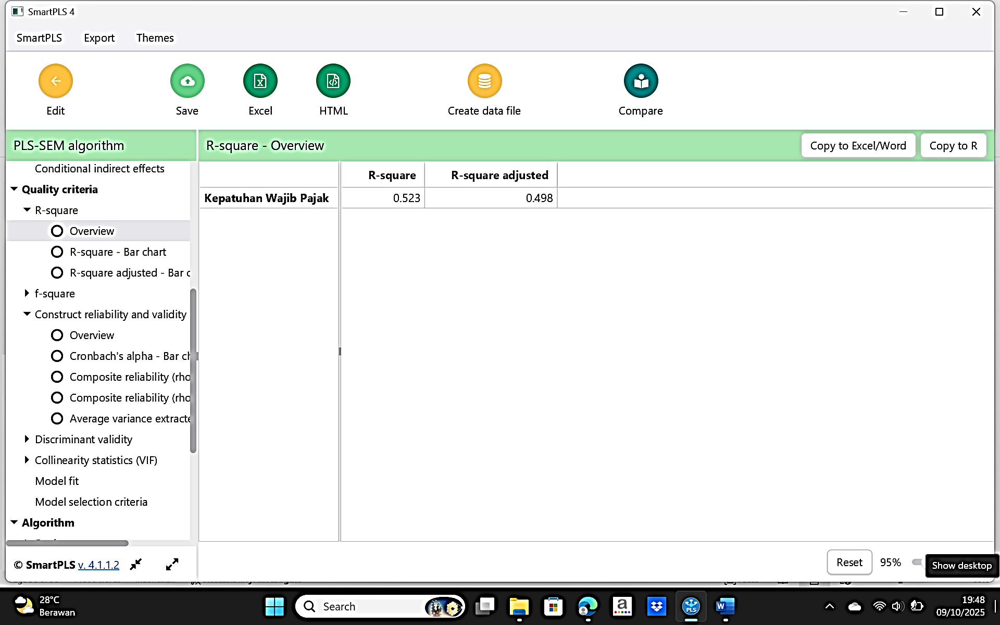 SmartPLS 4
SmartPLS Export Themes
Edit Save Excel HTML Create data file Compare
PLS-SEM algorithm
R-square - Overview
Copy to Excel/Word Copy to R
Conditional indirect effects
Quality criteria
R-square
Overview
R-square - Bar chart
R-square adjusted - Bar c
f-square
Construct reliability and validity
Overview
Cronbach's alpha - Bar ch
Composite reliability (rho
Composite reliability (rho
Average variance extracte
Discriminant validity
Collinearity statistics (VIF)
Model fit
Model selection criteria
Algorithm
R-square R-square adjusted
Kepatuhan Wajib Pajak 0.523 0.498
© SmartPLS v. 4.1.1.2
Reset 95%
Show desktop
28°C
Berawan
Search
a
PLS
W
19:48
09/10/2025